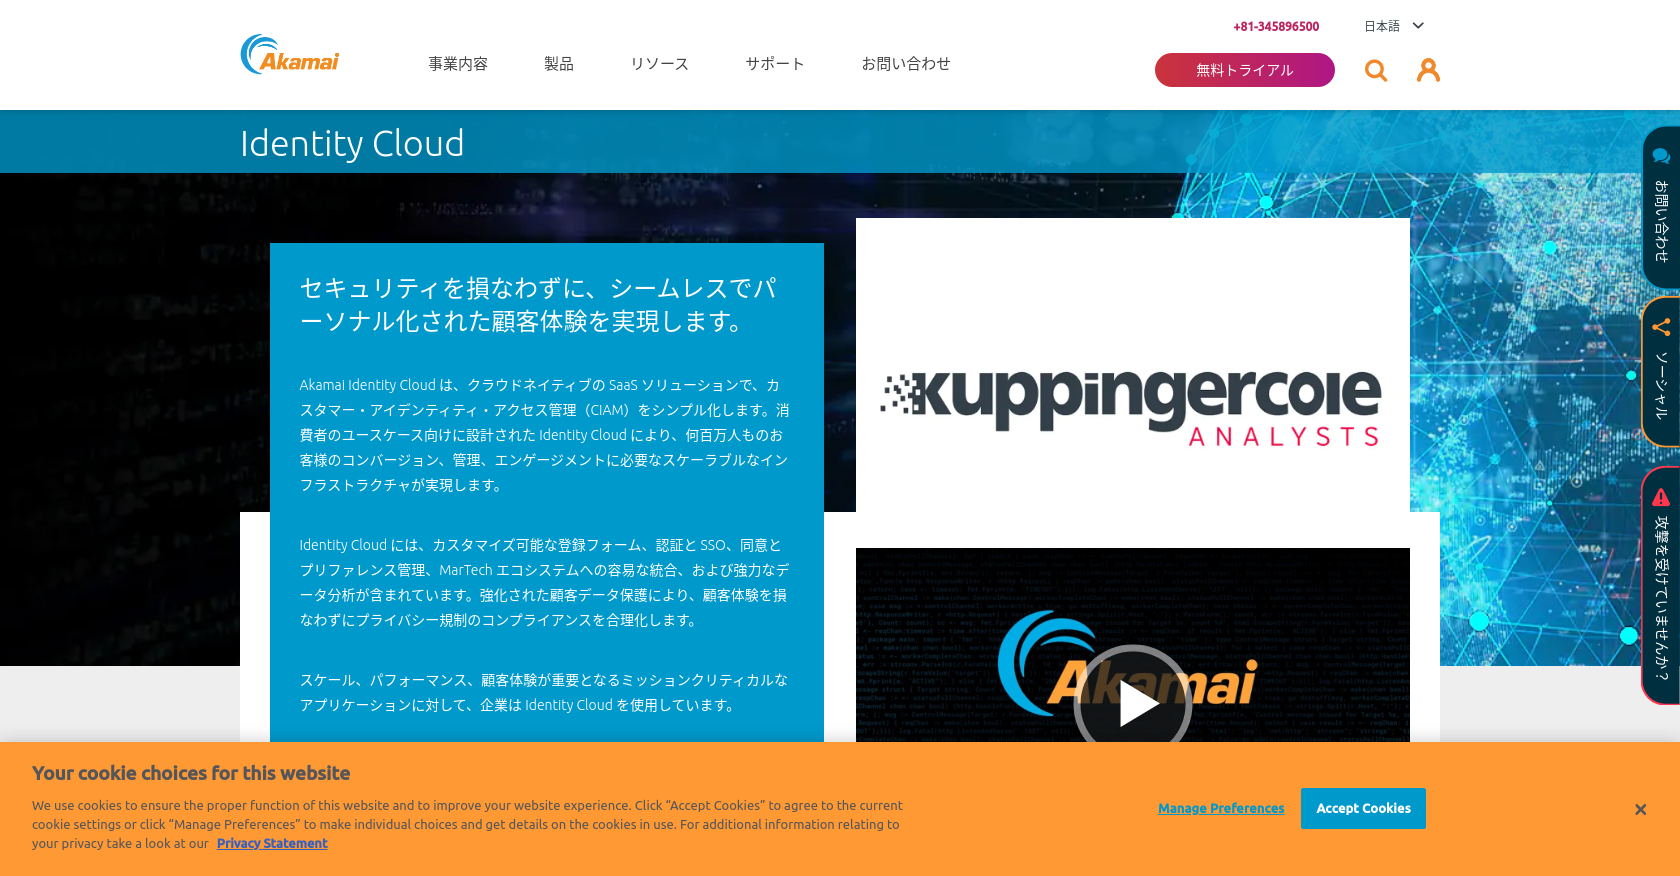 +81-345896500
日本語
Akamai
事業内容
製品
リソース
サポート
お問い合わせ
無料トライアル
Identity Cloud
お問い合わせ
ソーシャル
攻撃を受けていませんか？
セキュリティを損なわずに、シームレスでパ
ーソナル化された顧客体験を実現します。
Akamai Identity Cloud は、クラウドネイティブの SaaS ソリューションで、カ
スタマー・アイデンティティ・アクセス管理（CIAM）をシンプル化します。消
費者のユースケース向けに設計された Identity Cloud により、何百万人ものお
客様のコンバージョン、管理、エンゲージメントに必要なスケーラブルなイン
フラストラクチャが実現します。
Identity Cloud には、カスタマイズ可能な登録フォーム、認証と SSO、同意と
プリファレンス管理、MarTech エコシステムへの容易な統合、および強力なデ
ータ分析が含まれています。強化された顧客データ保護により、顧客体験を損
なわずにプライバシー規制のコンプライアンスを合理化します。
スケール、パフォーマンス、顧客体験が重要となるミッションクリティカルな
アプリケーションに対して、企業は Identity Cloud を使用しています。
kuppingercole
ANALYSTS
Akamai
Your cookie choices for this website
We use cookies to ensure the proper function of this website and to improve your website experience. Click “Accept Cookies” to agree to the current
cookie settings or click “Manage Preferences” to make individual choices and get details on the cookies in use. For additional information relating to
your privacy take a look at our Privacy Statement
Manage Preferences
Accept Cookies